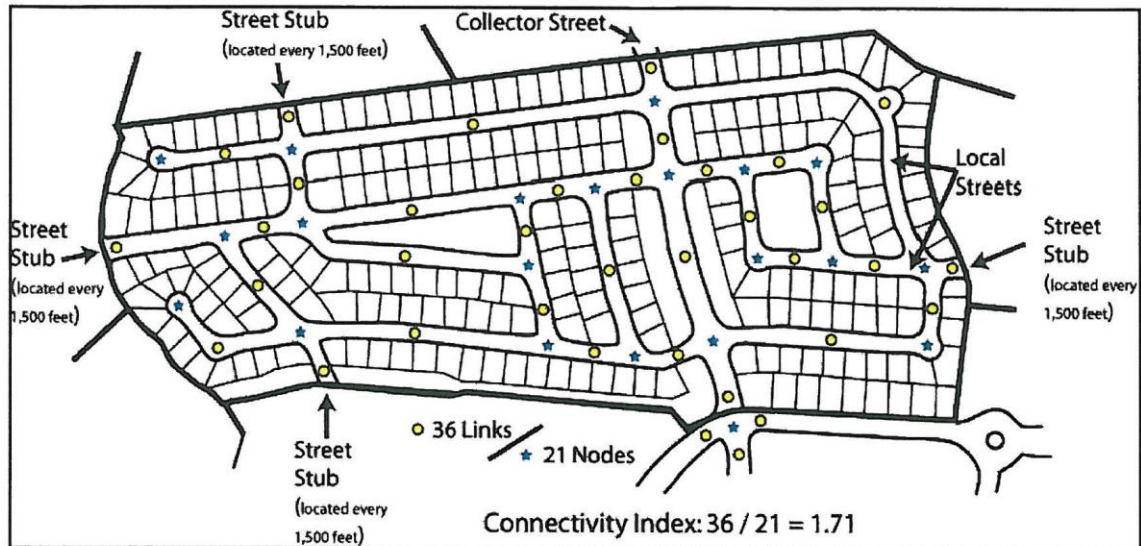 Street Stub
(located every 1,500 feet)
Collector Street
Local
Streets
Street
Stub
(located every
1,500 feet)
Street
Stub
(located every
1,500 feet)
36 Links
21 Nodes
Street
Stub
(located every
1,500 feet)
Connectivity Index: 36 / 21 = 1.71